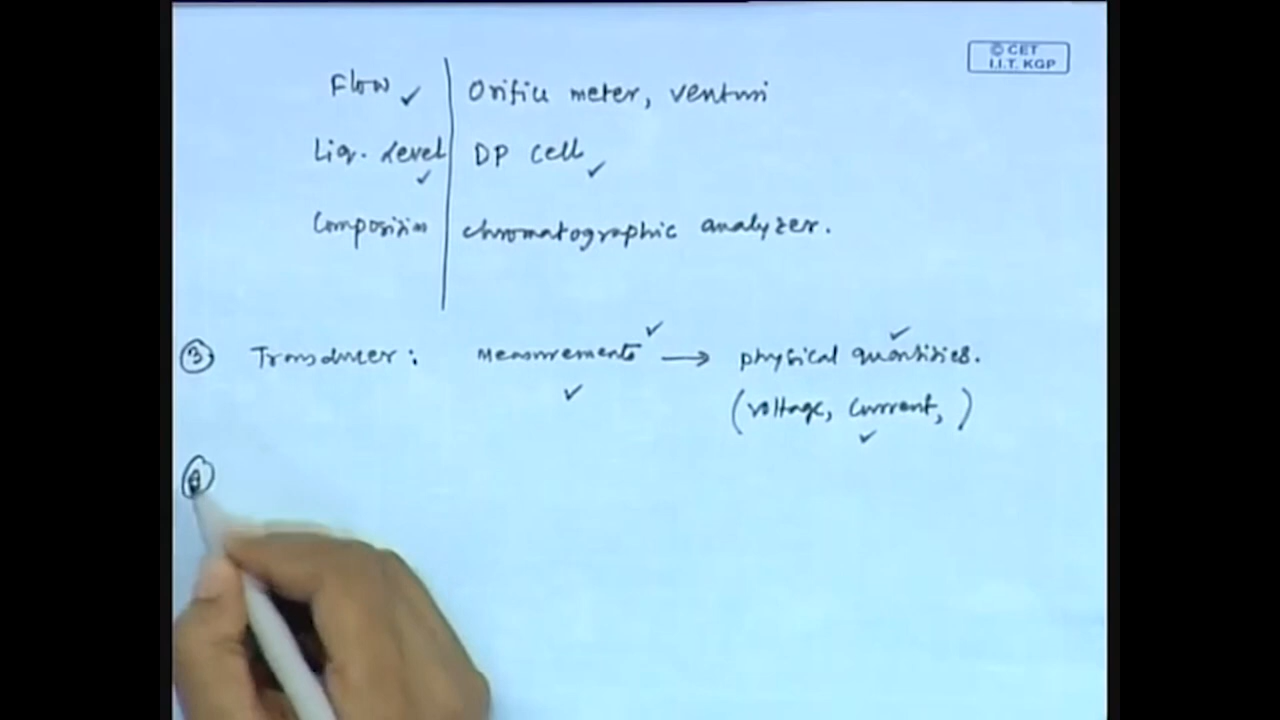 © CET
I.I.T. KGP
Flow ✓ | Orifice meter, venturi
Liq. level ✓ | DP cell ✓
Composition | chromatographic analyzer.
③ Transducer : Measurements ✓ → physical quantities. ✓
(voltage, current, )